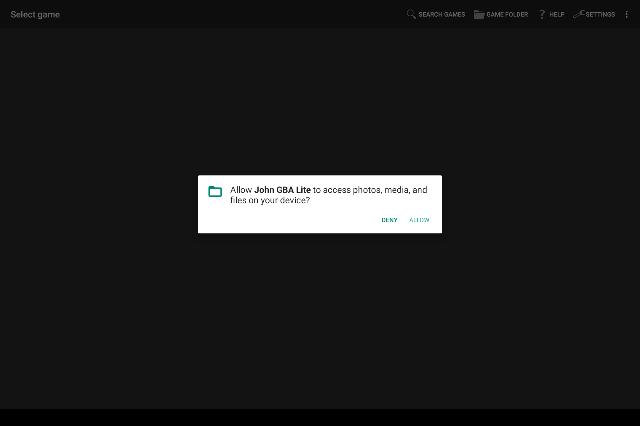 Select game
SEARCH GAMES
GAME FOLDER
HELP
SETTINGS
Allow John GBA Lite to access photos, media, and
files on your device?
DENY
ALLOW